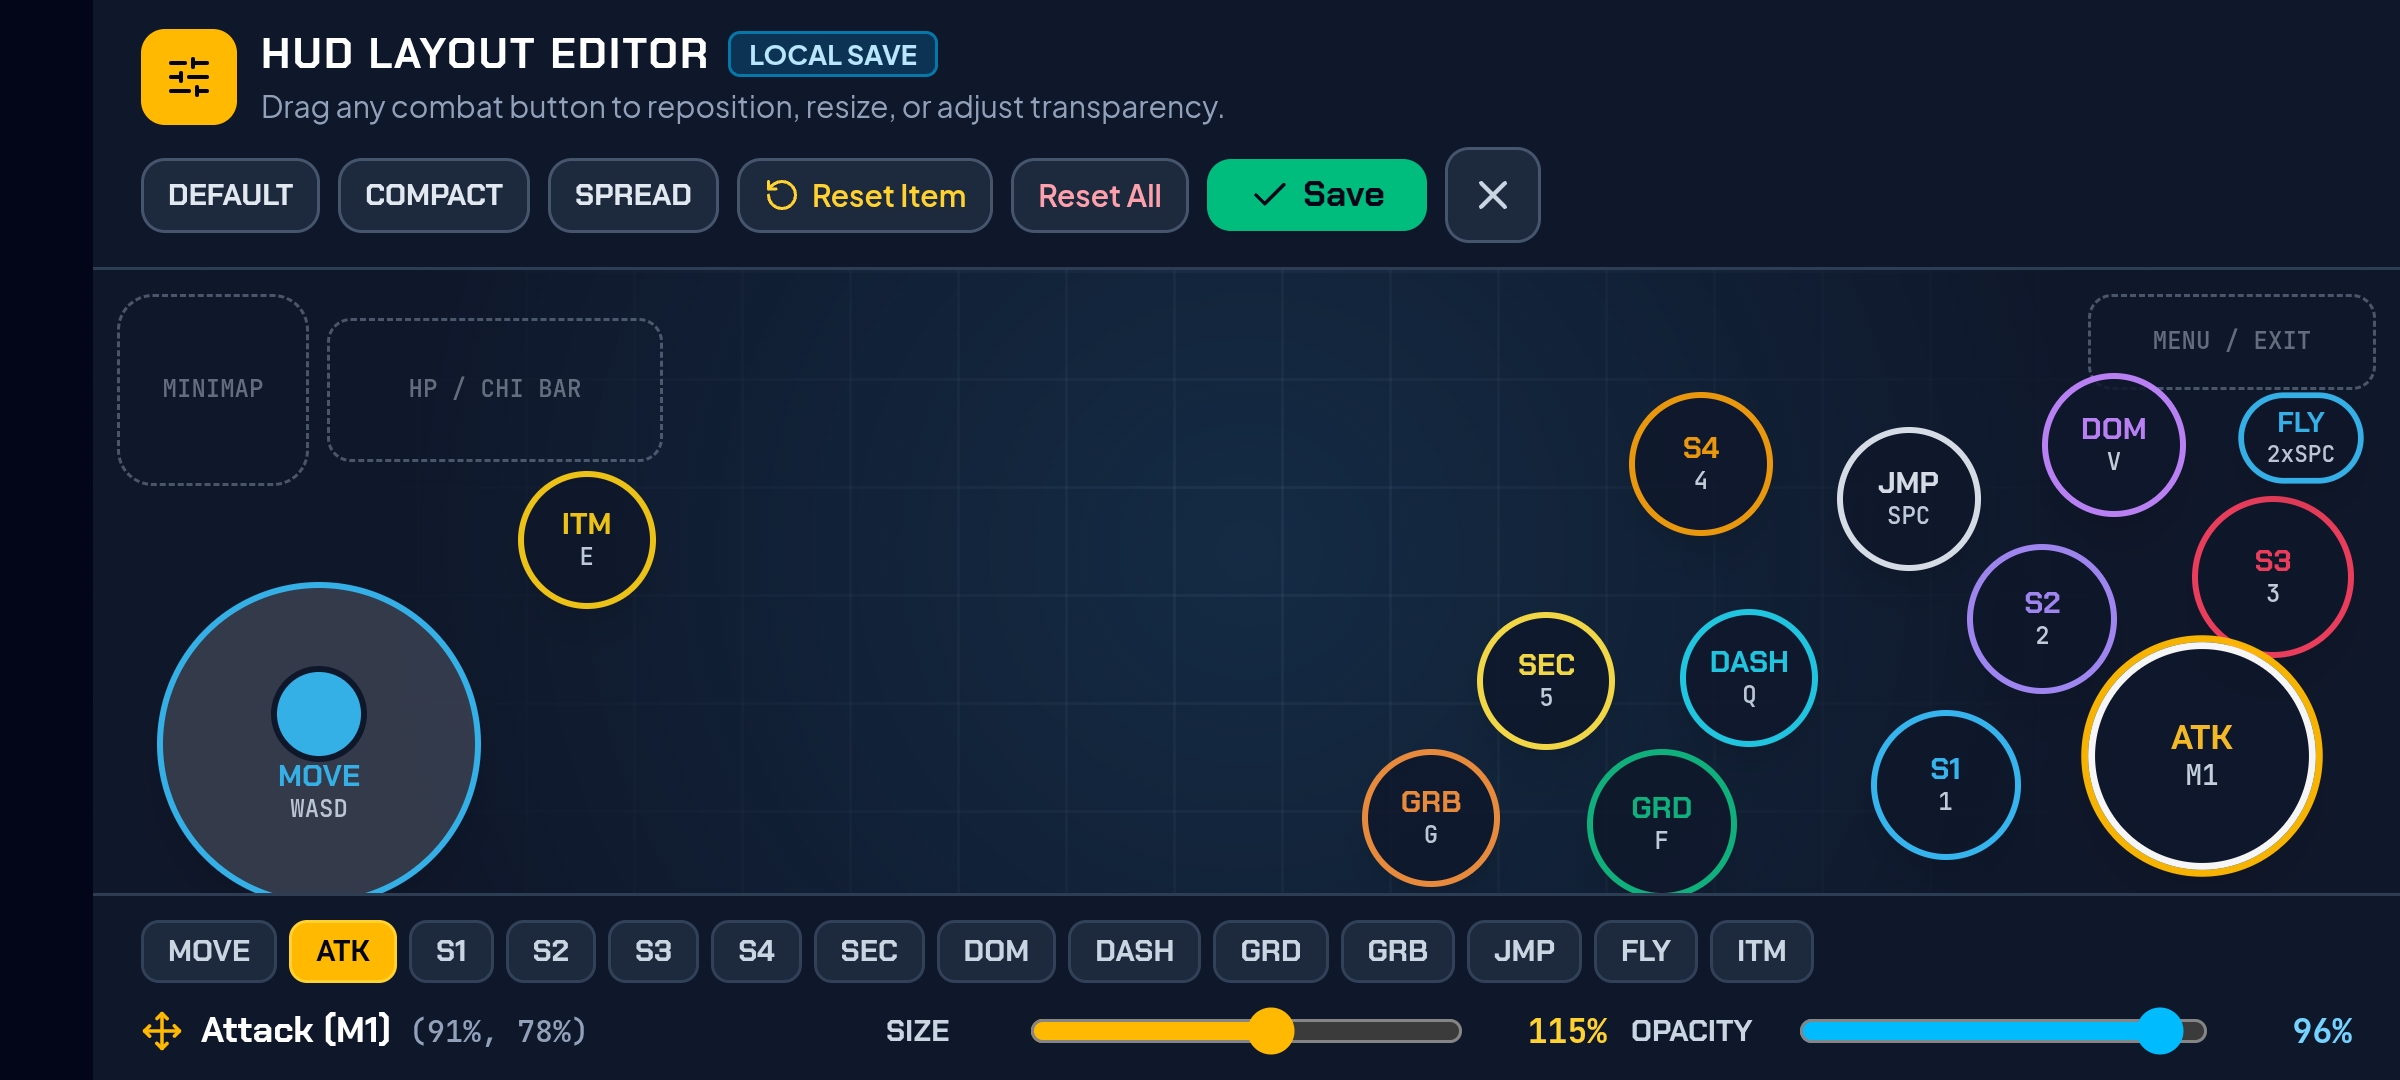 HUD LAYOUT EDITOR
LOCAL SAVE
Drag any combat button to reposition, resize, or adjust transparency.
DEFAULT
COMPACT
SPREAD
Reset Item
Reset All
Save
MINIMAP
HP / CHI BAR
MENU / EXIT
ITM
E
S4
4
JMP
SPC
DOM
V
FLY
2xSPC
S3
3
S2
2
SEC
5
DASH
Q
MOVE
WASD
GRB
G
GRD
F
S1
1
ATK
M1
MOVE
ATK
S1
S2
S3
S4
SEC
DOM
DASH
GRD
GRB
JMP
FLY
ITM
Attack (M1) (91%, 78%)
SIZE
115%
OPACITY
96%